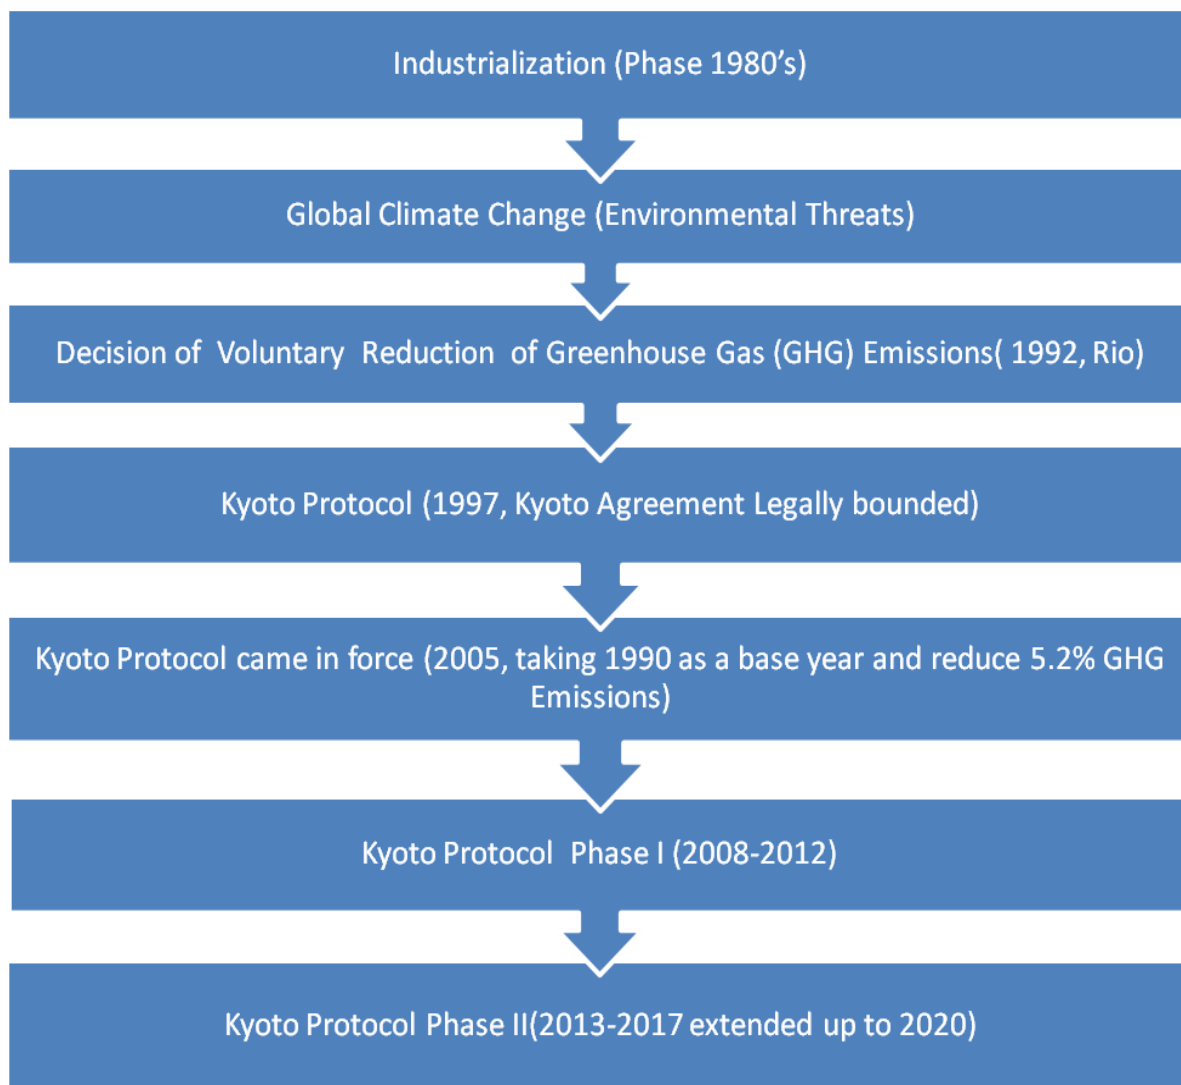 Industrialization (Phase 1980’s)
Global Climate Change (Environmental Threats)
Decision of Voluntary Reduction of Greenhouse Gas (GHG) Emissions( 1992, Rio)
Kyoto Protocol (1997, Kyoto Agreement Legally bounded)
Kyoto Protocol came in force (2005, taking 1990 as a base year and reduce 5.2% GHG
Emissions)
Kyoto Protocol Phase I (2008-2012)
Kyoto Protocol Phase II(2013-2017 extended up to 2020)